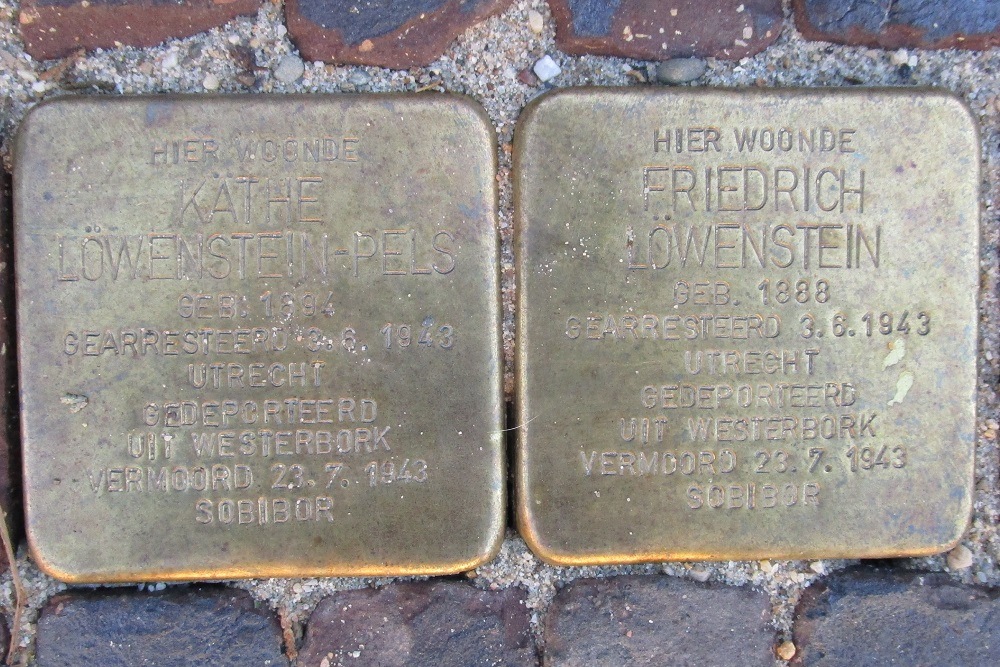 HIER WOONDE
KÄTHE
LÖWENSTEIN-PELS
GEB. 1894
GEARRESTEERD 3.6.1943
UTRECHT
GEDEPORTEERD
UIT WESTERBORK
VERMOORD 23.7.1943
SOBIBOR
HIER WOONDE
FRIEDRICH
LÖWENSTEIN
GEB. 1888
GEARRESTEERD 3.6.1943
UTRECHT
GEDEPORTEERD
UIT WESTERBORK
VERMOORD 23.7.1943
SOBIBOR